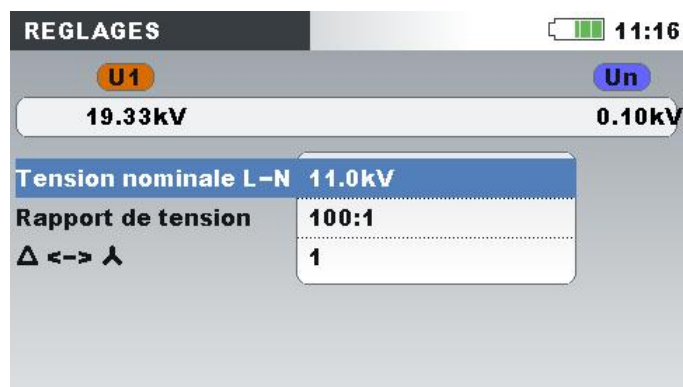 REGLAGES 11:16
U1 Un
19.33kV 0.10kV
Tension nominale L-N 11.0kV
Rapport de tension 100:1
Δ <-> ⅄ 1